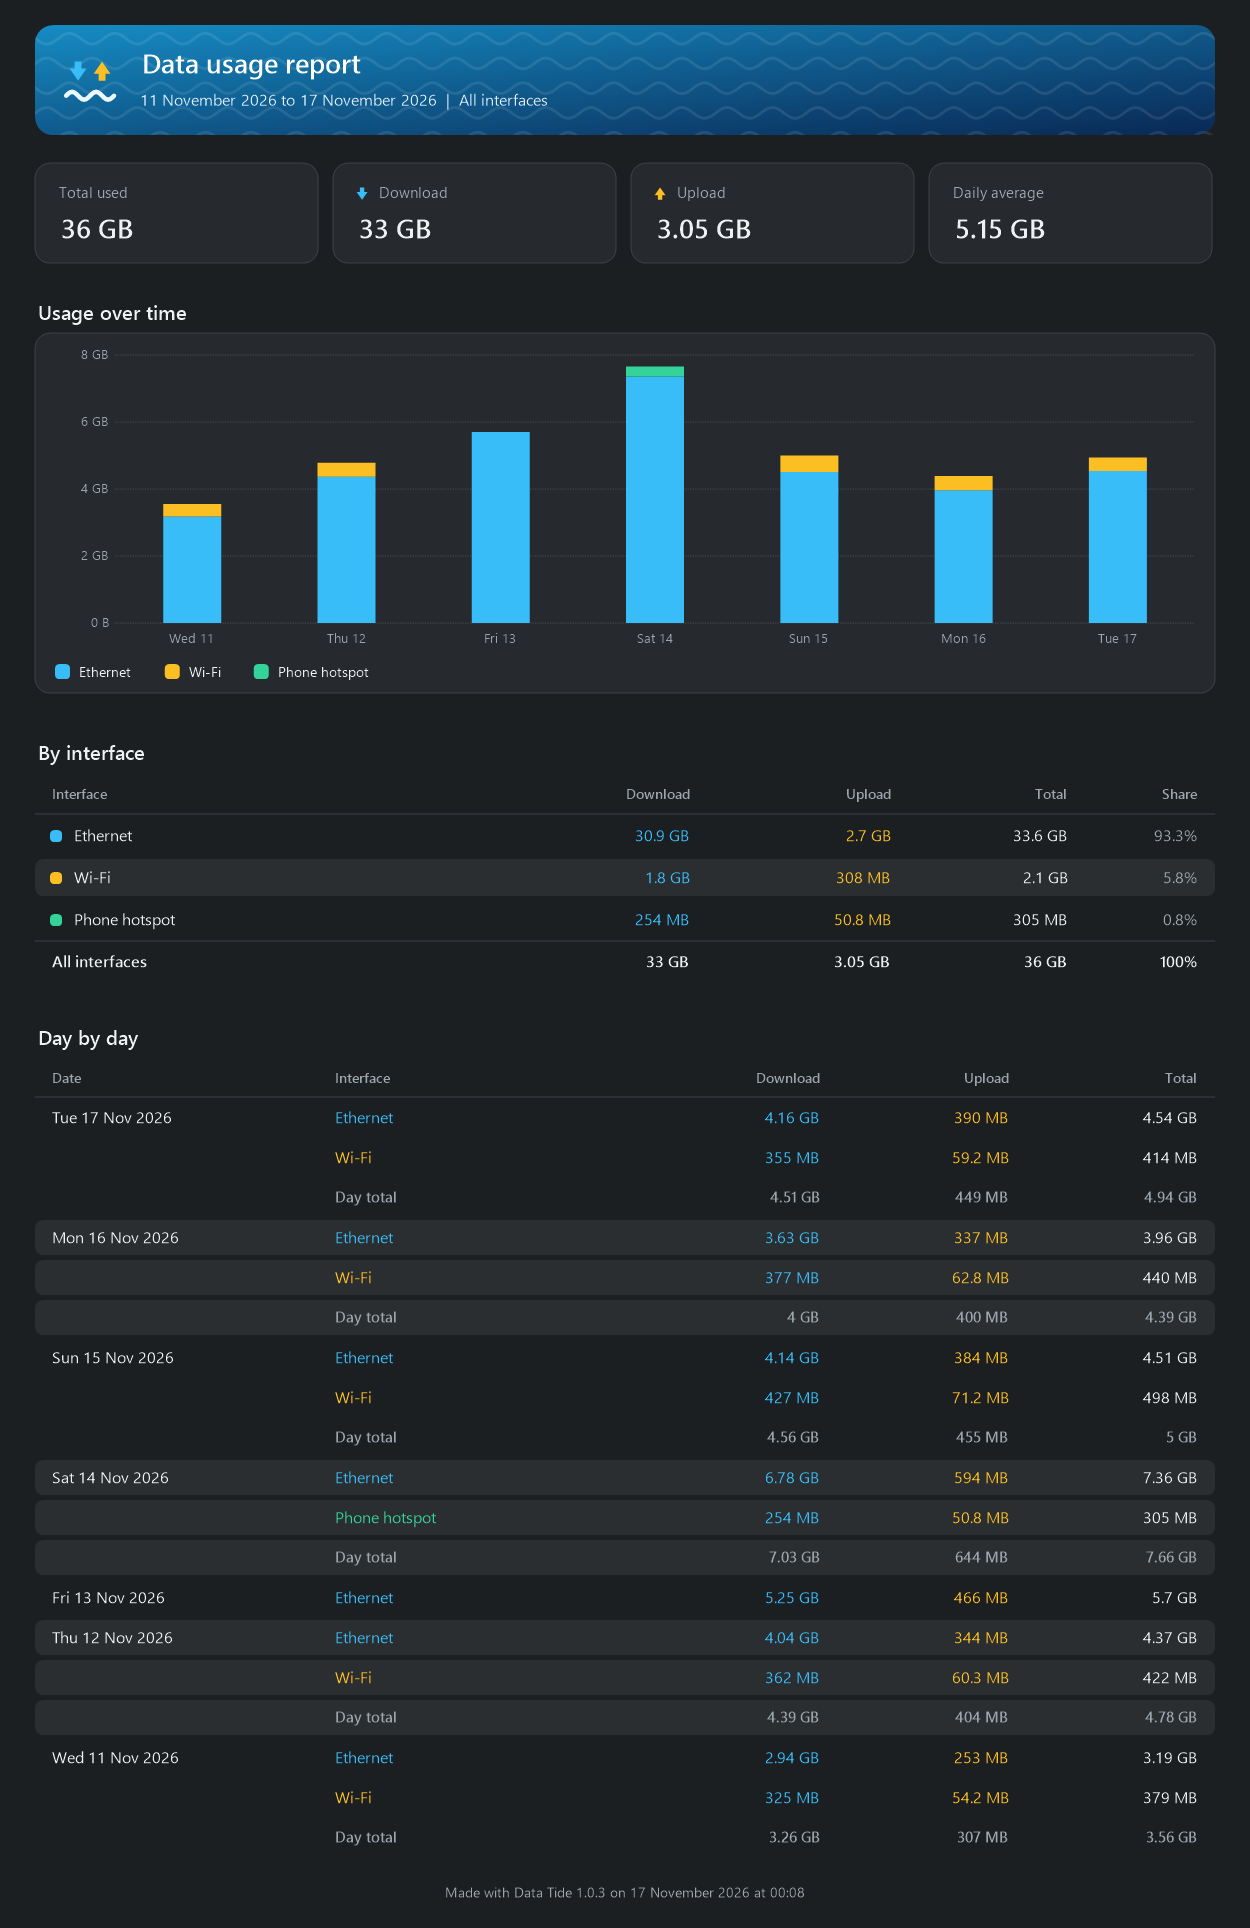 Data usage report
11 November 2026 to 17 November 2026 | All interfaces
Total used
36 GB
Download
33 GB
Upload
3.05 GB
Daily average
5.15 GB
Usage over time
8 GB
6 GB
4 GB
2 GB
0 B
Wed 11 Thu 12 Fri 13 Sat 14 Sun 15 Mon 16 Tue 17
Ethernet Wi-Fi Phone hotspot
By interface
Interface Download Upload Total Share
Ethernet 30.9 GB 2.7 GB 33.6 GB 93.3%
Wi-Fi 1.8 GB 308 MB 2.1 GB 5.8%
Phone hotspot 254 MB 50.8 MB 305 MB 0.8%
All interfaces 33 GB 3.05 GB 36 GB 100%
Day by day
Date Interface Download Upload Total
Tue 17 Nov 2026 Ethernet 4.16 GB 390 MB 4.54 GB
Wi-Fi 355 MB 59.2 MB 414 MB
Day total 4.51 GB 449 MB 4.94 GB
Mon 16 Nov 2026 Ethernet 3.63 GB 337 MB 3.96 GB
Wi-Fi 377 MB 62.8 MB 440 MB
Day total 4 GB 400 MB 4.39 GB
Sun 15 Nov 2026 Ethernet 4.14 GB 384 MB 4.51 GB
Wi-Fi 427 MB 71.2 MB 498 MB
Day total 4.56 GB 455 MB 5 GB
Sat 14 Nov 2026 Ethernet 6.78 GB 594 MB 7.36 GB
Phone hotspot 254 MB 50.8 MB 305 MB
Day total 7.03 GB 644 MB 7.66 GB
Fri 13 Nov 2026 Ethernet 5.25 GB 466 MB 5.7 GB
Thu 12 Nov 2026 Ethernet 4.04 GB 344 MB 4.37 GB
Wi-Fi 362 MB 60.3 MB 422 MB
Day total 4.39 GB 404 MB 4.78 GB
Wed 11 Nov 2026 Ethernet 2.94 GB 253 MB 3.19 GB
Wi-Fi 325 MB 54.2 MB 379 MB
Day total 3.26 GB 307 MB 3.56 GB
Made with Data Tide 1.0.3 on 17 November 2026 at 00:08